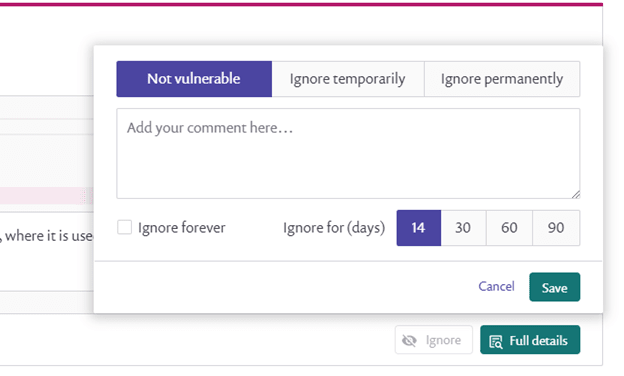 Not vulnerable Ignore temporarily Ignore permanently
Add your comment here...
Ignore forever Ignore for (days) 14 30 60 90
, where it is use
Cancel Save
Ignore Full details